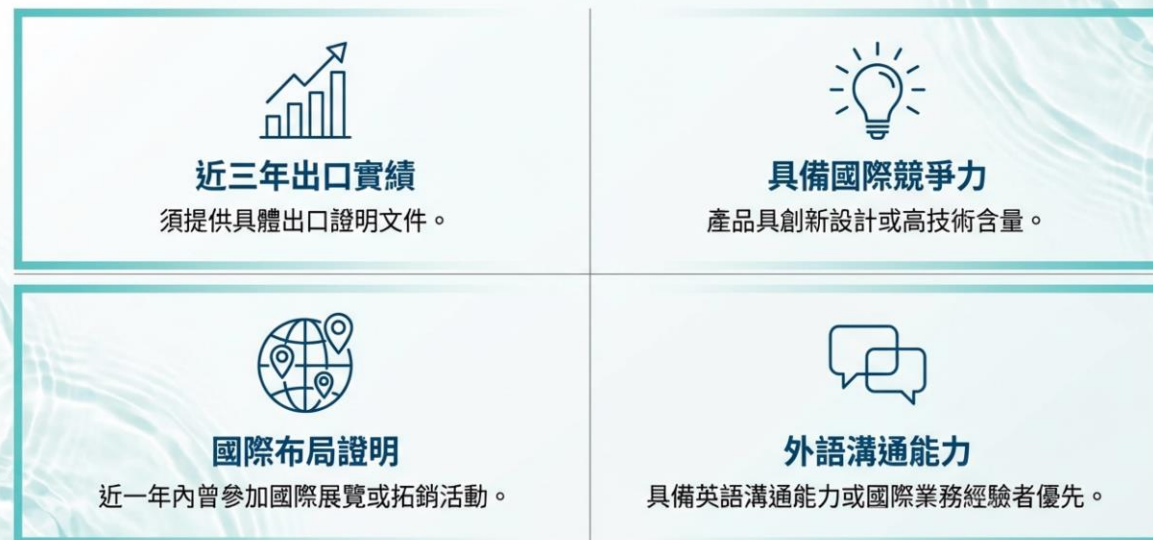 近三年出口實績
須提供具體出口證明文件。
具備國際競爭力
產品具創新設計或高技術含量。
國際布局證明
近一年內曾參加國際展覽或拓銷活動。
外語溝通能力
具備英語溝通能力或國際業務經驗者優先。